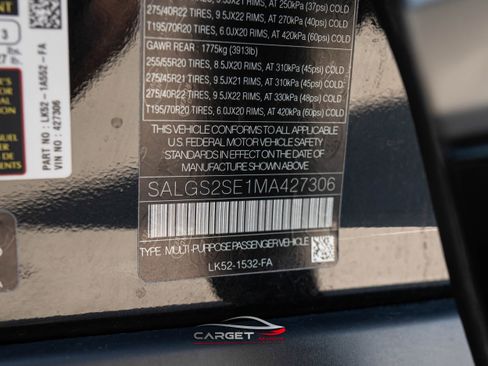 3
PART : LK52-1A552-FA
VIN : 427306
275/40R22 TIRES, 9.5JX22 RIMS, AT 270kPa (40psi) COLD
T195/70R20 TIRES, 6.0JX20 RIMS, AT 420kPa (60psi) COLD
GAWR REAR 1775kg (3913lb)
255/55R20 TIRES, 8.5JX20 RIMS, AT 310kPa (45psi) COLD
275/45R21 TIRES, 9.5JX21 RIMS, AT 310kPa (45psi) COLD
275/40R22 TIRES, 9.5JX22 RIMS, AT 330kPa (48psi) COLD
T195/70R20 TIRES, 6.0JX20 RIMS, AT 420kPa (60psi) COLD
THIS VEHICLE CONFORMS TO ALL APPLICABLE
U.S. FEDERAL MOTOR VEHICLE SAFETY
STANDARDS IN EFFECT ON THE DATE OF
MANUFACTURE SHOWN ABOVE
SALGS2SE1MA427306
TYPE MULTI-PURPOSE PASSENGER VEHICLE
LK52-1532-FA
CARGET